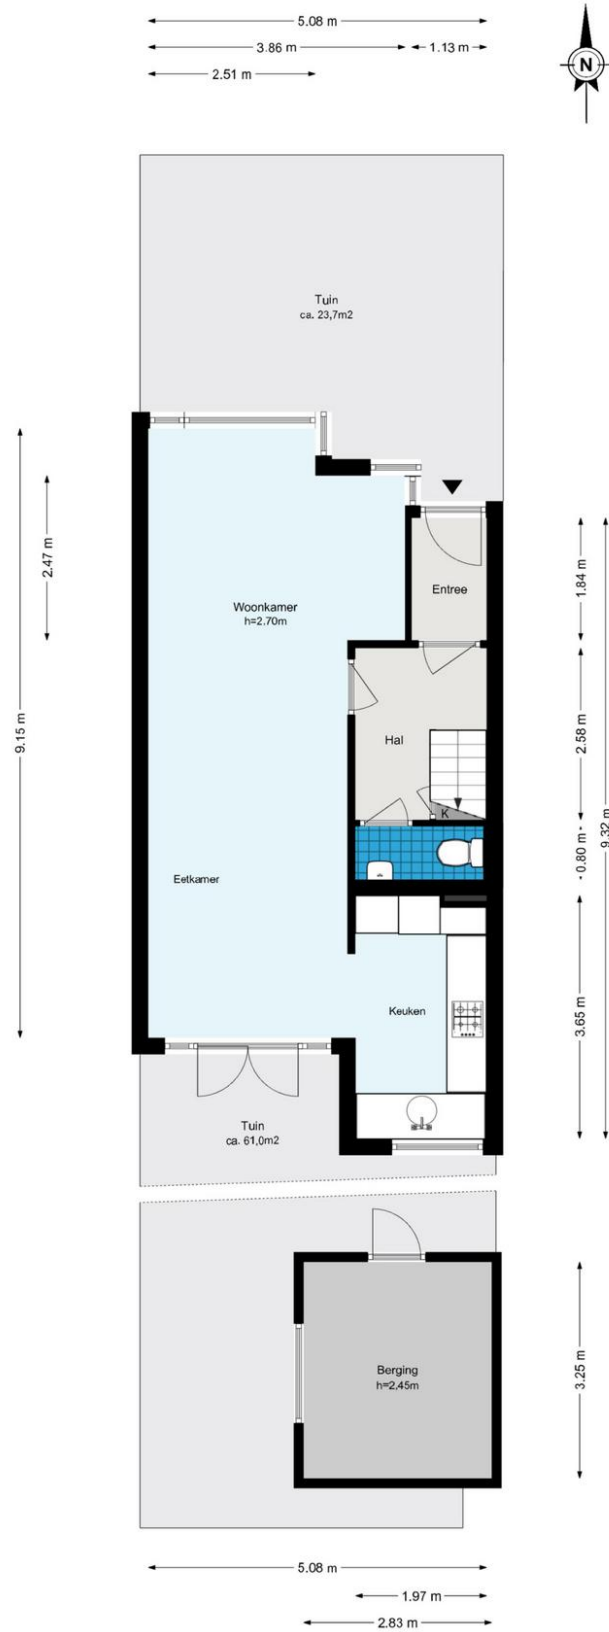 5.08 m
3.86 m
1.13 m
2.51 m
N
Tuin
ca. 23,7m2
2.47 m
1.84 m
Entree
Woonkamer
h=2.70m
9.15 m
2.58 m
Hal
K
9.32 m
0.80 m
Eetkamer
Keuken
3.65 m
Tuin
ca. 61,0m2
Berging
h=2,45m
3.25 m
5.08 m
1.97 m
2.83 m